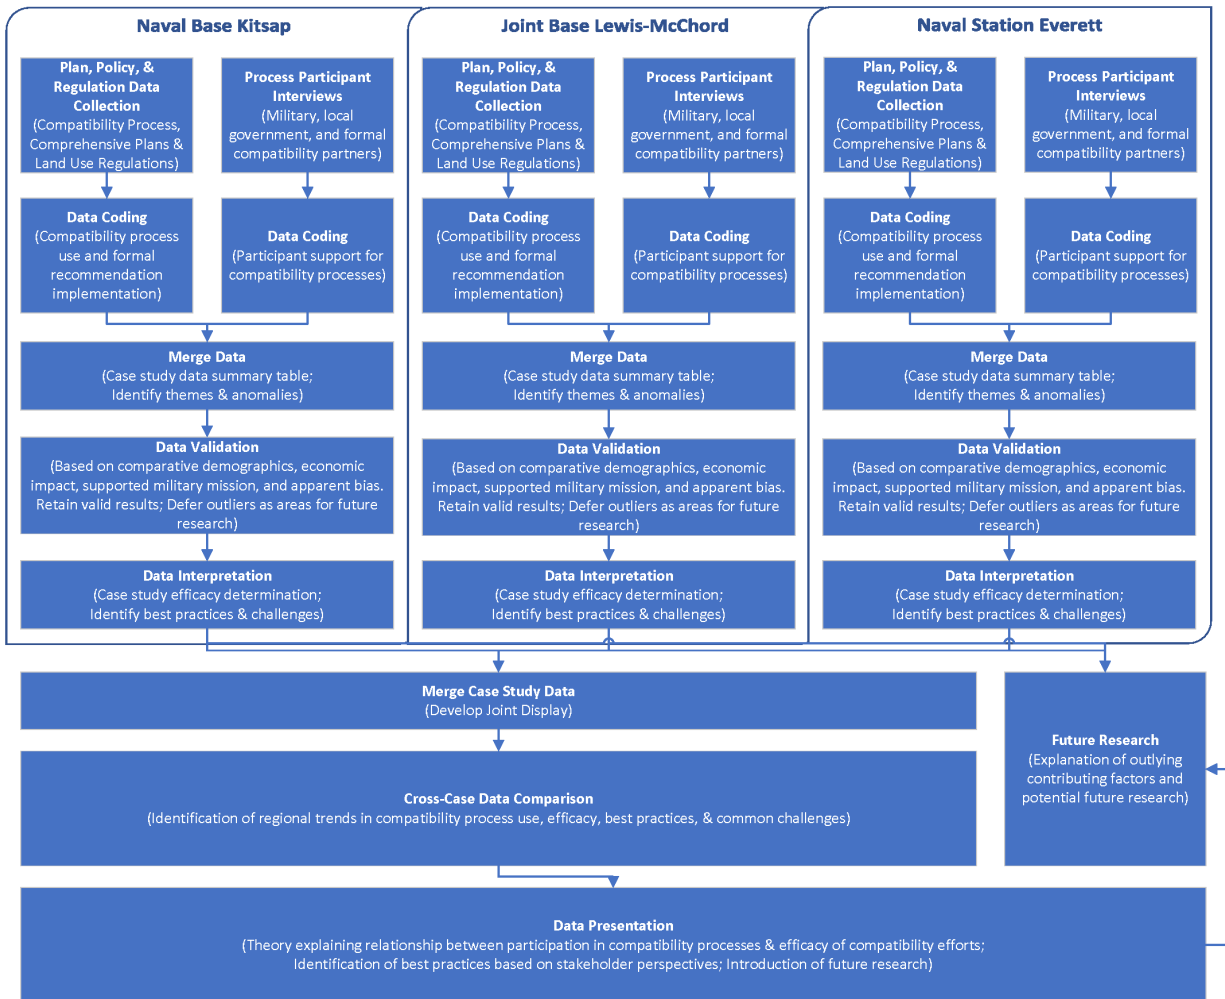 Naval Base Kitsap
Plan, Policy, &
Regulation Data
Collection
(Compatibility Process,
Comprehensive Plans &
Land Use Regulations)
Process Participant
Interviews
(Military, local
government, and formal
compatibility partners)
Data Coding
(Compatibility process
use and formal
recommendation
implementation)
Data Coding
(Participant support for
compatibility processes)
Merge Data
(Case study data summary table;
Identify themes & anomalies)
Data Validation
(Based on comparative demographics, economic
impact, supported military mission, and apparent bias.
Retain valid results; Defer outliers as areas for future
research)
Data Interpretation
(Case study efficacy determination;
Identify best practices & challenges)
Joint Base Lewis-McChord
Plan, Policy, &
Regulation Data
Collection
(Compatibility Process,
Comprehensive Plans &
Land Use Regulations)
Process Participant
Interviews
(Military, local
government, and formal
compatibility partners)
Data Coding
(Compatibility process
use and formal
recommendation
implementation)
Data Coding
(Participant support for
compatibility processes)
Merge Data
(Case study data summary table;
Identify themes & anomalies)
Data Validation
(Based on comparative demographics, economic
impact, supported military mission, and apparent bias.
Retain valid results; Defer outliers as areas for future
research)
Data Interpretation
(Case study efficacy determination;
Identify best practices & challenges)
Naval Station Everett
Plan, Policy, &
Regulation Data
Collection
(Compatibility Process,
Comprehensive Plans &
Land Use Regulations)
Process Participant
Interviews
(Military, local
government, and formal
compatibility partners)
Data Coding
(Compatibility process
use and formal
recommendation
implementation)
Data Coding
(Participant support for
compatibility processes)
Merge Data
(Case study data summary table;
Identify themes & anomalies)
Data Validation
(Based on comparative demographics, economic
impact, supported military mission, and apparent bias.
Retain valid results; Defer outliers as areas for future
research)
Data Interpretation
(Case study efficacy determination;
Identify best practices & challenges)
Merge Case Study Data
(Develop Joint Display)
Cross-Case Data Comparison
(Identification of regional trends in compatibility process use, efficacy, best practices, & common challenges)
Future Research
(Explanation of outlying
contributing factors and
potential future research)
Data Presentation
(Theory explaining relationship between participation in compatibility processes & efficacy of compatibility efforts;
Identification of best practices based on stakeholder perspectives; Introduction of future research)